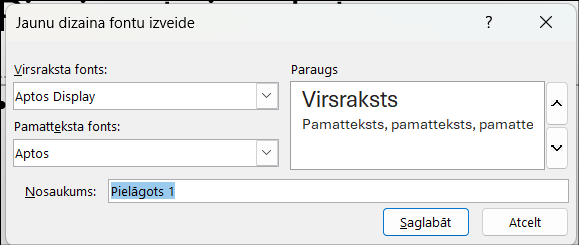 Jaunu dizaina fontu izveide
?
Virsraksta fonts:
Aptos Display
Pamatteksta fonts:
Aptos
Paraugs
Virsraksts
Pamatteksts, pamatteksts, pamatte
Nosaukums:
Pielāgots 1
Saglabāt
Atcelt